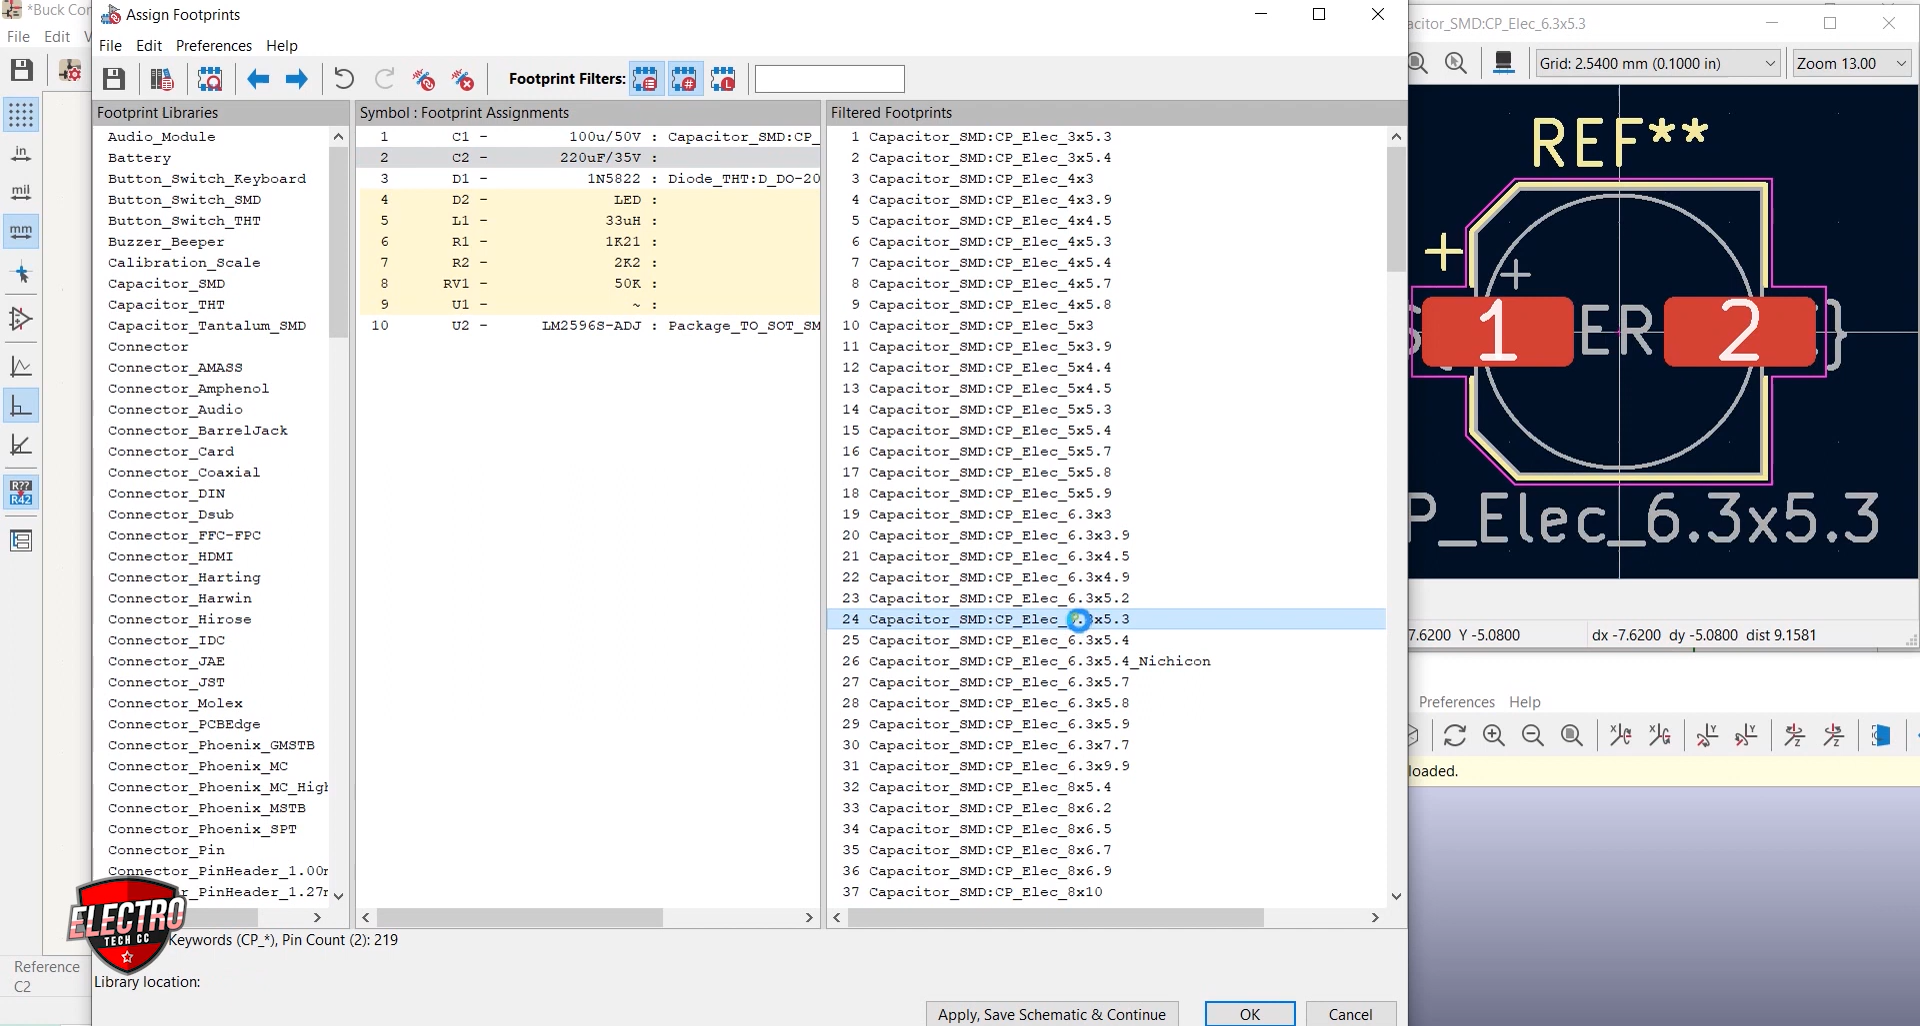 *Buck Con
File Edit V
Assign Footprints
File Edit Preferences Help
Footprint Filters:
Footprint Libraries
Audio_Module
Battery
Button_Switch_Keyboard
Button_Switch_SMD
Button_Switch_THT
Buzzer_Beeper
Calibration_Scale
Capacitor_SMD
Capacitor_THT
Capacitor_Tantalum_SMD
Connector
Connector_AMASS
Connector_Amphenol
Connector_Audio
Connector_BarrelJack
Connector_Card
Connector_Coaxial
Connector_DIN
Connector_Dsub
Connector_FFC-FPC
Connector_HDMI
Connector_Harting
Connector_Harwin
Connector_Hirose
Connector_IDC
Connector_JAE
Connector_JST
Connector_Molex
Connector_PCBEdge
Connector_Phoenix_GMSTB
Connector_Phoenix_MC
Connector_Phoenix_MC_High
Connector_Phoenix_MSTB
Connector_Phoenix_SPT
Connector_Pin
Connector_PinHeader_1.00m
r_PinHeader_1.27m
Symbol : Footprint Assignments
1 C1 - 100u/50V : Capacitor_SMD:CP_
2 C2 - 220uF/35V :
3 D1 - 1N5822 : Diode_THT:D_DO-20
4 D2 - LED :
5 L1 - 33uH :
6 R1 - 1K21 :
7 R2 - 2K2 :
8 RV1 - 50K :
9 U1 - ~ :
10 U2 - LM2596S-ADJ : Package_TO_SOT_SM
Filtered Footprints
1 Capacitor_SMD:CP_Elec_3x5.3
2 Capacitor_SMD:CP_Elec_3x5.4
3 Capacitor_SMD:CP_Elec_4x3
4 Capacitor_SMD:CP_Elec_4x3.9
5 Capacitor_SMD:CP_Elec_4x4.5
6 Capacitor_SMD:CP_Elec_4x5.3
7 Capacitor_SMD:CP_Elec_4x5.4
8 Capacitor_SMD:CP_Elec_4x5.7
9 Capacitor_SMD:CP_Elec_4x5.8
10 Capacitor_SMD:CP_Elec_5x3
11 Capacitor_SMD:CP_Elec_5x3.9
12 Capacitor_SMD:CP_Elec_5x4.4
13 Capacitor_SMD:CP_Elec_5x4.5
14 Capacitor_SMD:CP_Elec_5x5.3
15 Capacitor_SMD:CP_Elec_5x5.4
16 Capacitor_SMD:CP_Elec_5x5.7
17 Capacitor_SMD:CP_Elec_5x5.8
18 Capacitor_SMD:CP_Elec_5x5.9
19 Capacitor_SMD:CP_Elec_6.3x3
20 Capacitor_SMD:CP_Elec_6.3x3.9
21 Capacitor_SMD:CP_Elec_6.3x4.5
22 Capacitor_SMD:CP_Elec_6.3x4.9
23 Capacitor_SMD:CP_Elec_6.3x5.2
24 Capacitor_SMD:CP_Elec_6.3x5.3
25 Capacitor_SMD:CP_Elec_6.3x5.4
26 Capacitor_SMD:CP_Elec_6.3x5.4_Nichicon
27 Capacitor_SMD:CP_Elec_6.3x5.7
28 Capacitor_SMD:CP_Elec_6.3x5.8
29 Capacitor_SMD:CP_Elec_6.3x5.9
30 Capacitor_SMD:CP_Elec_6.3x7.7
31 Capacitor_SMD:CP_Elec_6.3x9.9
32 Capacitor_SMD:CP_Elec_8x5.4
33 Capacitor_SMD:CP_Elec_8x6.2
34 Capacitor_SMD:CP_Elec_8x6.5
35 Capacitor_SMD:CP_Elec_8x6.7
36 Capacitor_SMD:CP_Elec_8x6.9
37 Capacitor_SMD:CP_Elec_8x10
Keywords (CP_*), Pin Count (2): 219
Library location:
Apply, Save Schematic & Continue
OK
Cancel
in
mil
mm
R??
R42
Reference
C2
ELECTRO
TECH CC
acitor_SMD:CP_Elec_6.3x5.3
Grid: 2.5400 mm (0.1000 in)
Zoom 13.00
REF**
+
+
1 ER 2 }
P_Elec_6.3x5.3
7.6200 Y -5.0800
dx -7.6200 dy -5.0800 dist 9.1581
Preferences Help
loaded.